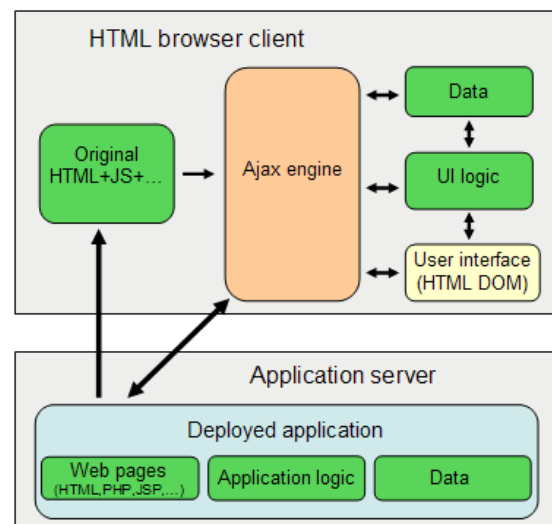 HTML browser client
Original
HTML+JS+...
Ajax engine
Data
UI logic
User interface
(HTML DOM)
Application server
Deployed application
Web pages
(HTML,PHP,JSP,...)
Application logic
Data